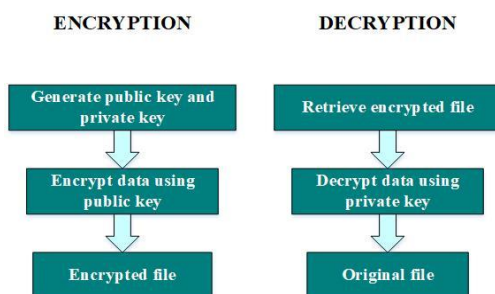 ENCRYPTION
Generate public key and
private key
Encrypt data using
public key
Encrypted file
DECRYPTION
Retrieve encrypted file
Decrypt data using
private key
Original file